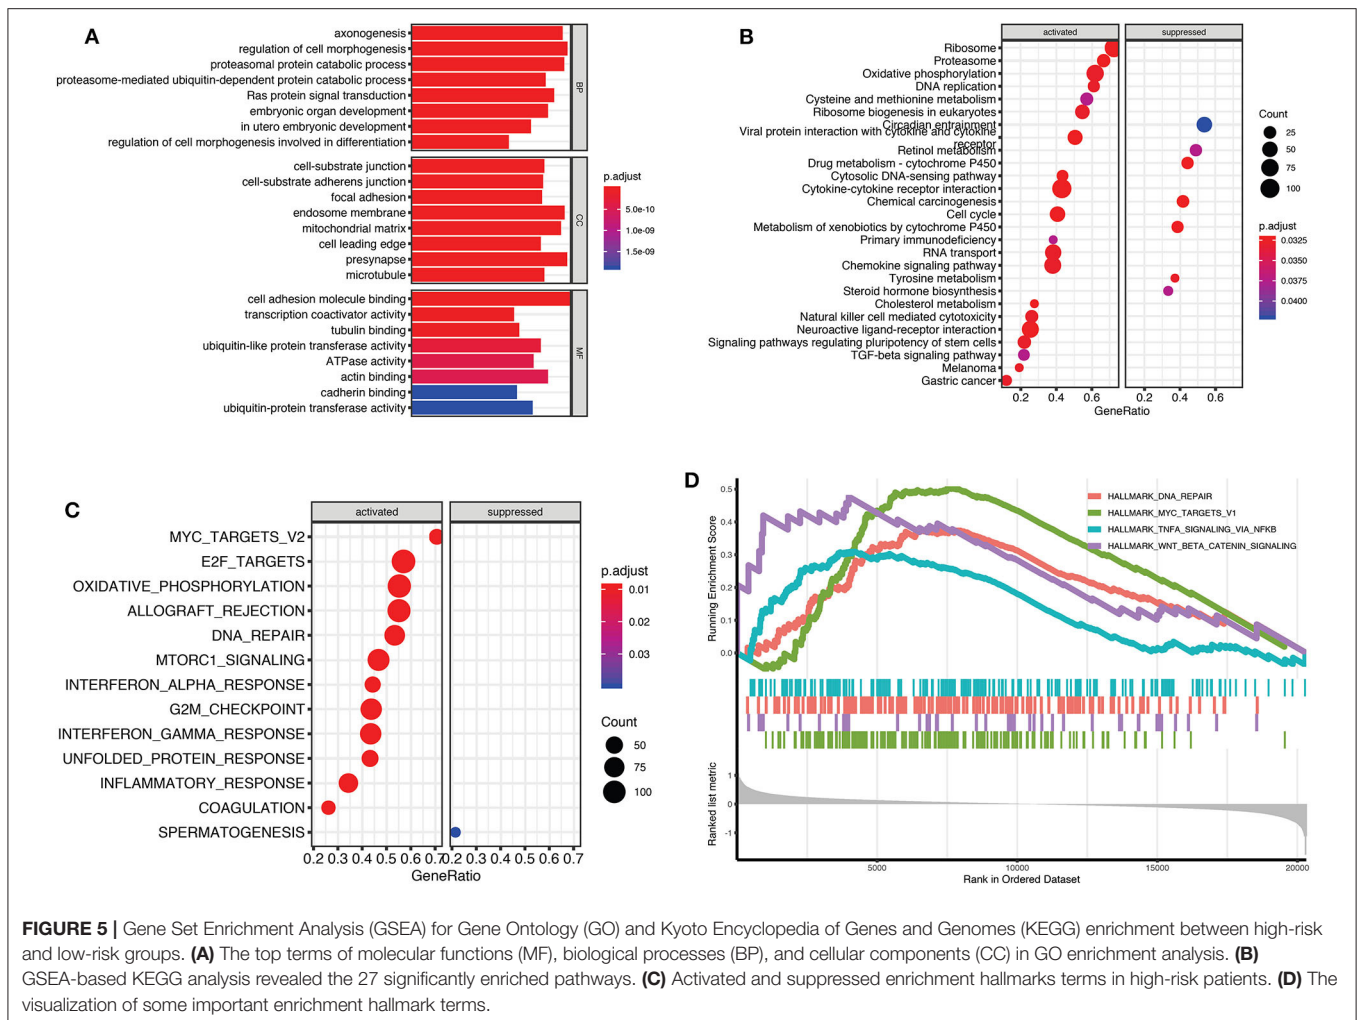 A
axonogenesis
regulation of cell morphogenesis
proteasomal protein catabolic process
proteasome-mediated ubiquitin-dependent protein catabolic process
Ras protein signal transduction
embryonic organ development
in utero embryonic development
regulation of cell morphogenesis involved in differentiation
BP
cell-substrate junction
cell-substrate adherens junction
focal adhesion
endosome membrane
mitochondrial matrix
cell leading edge
presynapse
microtubule
CC
cell adhesion molecule binding
transcription coactivator activity
tubulin binding
ubiquitin-like protein transferase activity
ATPase activity
actin binding
cadherin binding
ubiquitin-protein transferase activity
MF
p.adjust
5.0e-10
1.0e-09
1.5e-09
B
activated
suppressed
Ribosome
Proteasome
Oxidative phosphorylation
DNA replication
Cysteine and methionine metabolism
Ribosome biogenesis in eukaryotes
Circadian entrainment
Viral protein interaction with cytokine and cytokine
receptor
Retinol metabolism
Drug metabolism - cytochrome P450
Cytosolic DNA-sensing pathway
Cytokine-cytokine receptor interaction
Chemical carcinogenesis
Cell cycle
Metabolism of xenobiotics by cytochrome P450
Primary immunodeficiency
RNA transport
Chemokine signaling pathway
Tyrosine metabolism
Steroid hormone biosynthesis
Cholesterol metabolism
Natural killer cell mediated cytotoxicity
Neuroactive ligand-receptor interaction
Signaling pathways regulating pluripotency of stem cells
TGF-beta signaling pathway
Melanoma
Gastric cancer
0.2 0.4 0.6 0.2 0.4 0.6
GeneRatio
Count
25
50
75
100
p.adjust
0.0325
0.0350
0.0375
0.0400
C
activated
suppressed
MYC_TARGETS_V2
E2F_TARGETS
OXIDATIVE_PHOSPHORYLATION
ALLOGRAFT_REJECTION
DNA_REPAIR
MTORC1_SIGNALING
INTERFERON_ALPHA_RESPONSE
G2M_CHECKPOINT
INTERFERON_GAMMA_RESPONSE
UNFOLDED_PROTEIN_RESPONSE
INFLAMMATORY_RESPONSE
COAGULATION
SPERMATOGENESIS
0.2 0.3 0.4 0.5 0.6 0.7 0.2 0.3 0.4 0.5 0.6 0.7
GeneRatio
p.adjust
0.01
0.02
0.03
Count
50
75
100
D
Running Enrichment Score
0.5
0.4
0.3
0.2
0.1
0.0
HALLMARK_DNA_REPAIR
HALLMARK_MYC_TARGETS_V1
HALLMARK_TNFA_SIGNALING_VIA_NFKB
HALLMARK_WNT_BETA_CATENIN_SIGNALING
Ranked list metric
1
0
-1
5000 10000 15000 20000
Rank in Ordered Dataset
FIGURE 5 | Gene Set Enrichment Analysis (GSEA) for Gene Ontology (GO) and Kyoto Encyclopedia of Genes and Genomes (KEGG) enrichment between high-risk
and low-risk groups. (A) The top terms of molecular functions (MF), biological processes (BP), and cellular components (CC) in GO enrichment analysis. (B)
GSEA-based KEGG analysis revealed the 27 significantly enriched pathways. (C) Activated and suppressed enrichment hallmarks terms in high-risk patients. (D) The
visualization of some important enrichment hallmark terms.